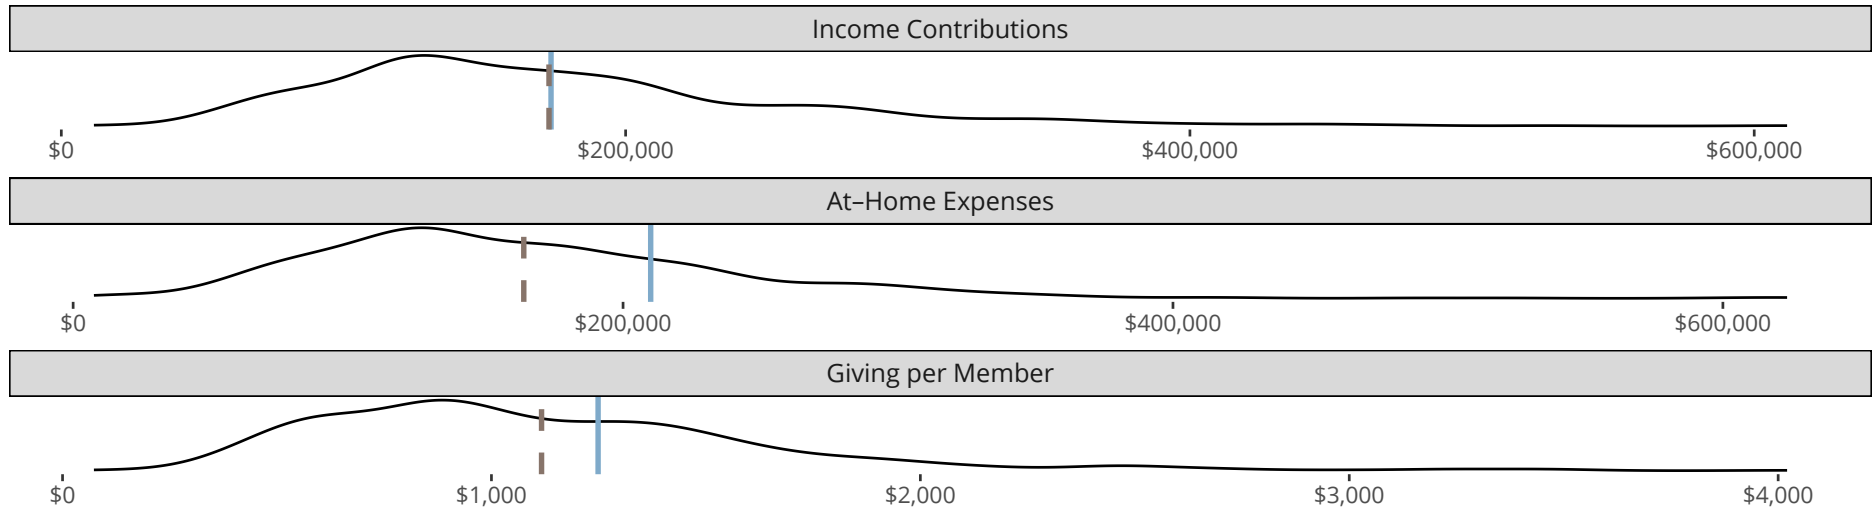 Income Contributions
$0 $200,000 $400,000 $600,000
At–Home Expenses
$0 $200,000 $400,000 $600,000
Giving per Member
$0 $1,000 $2,000 $3,000 $4,000